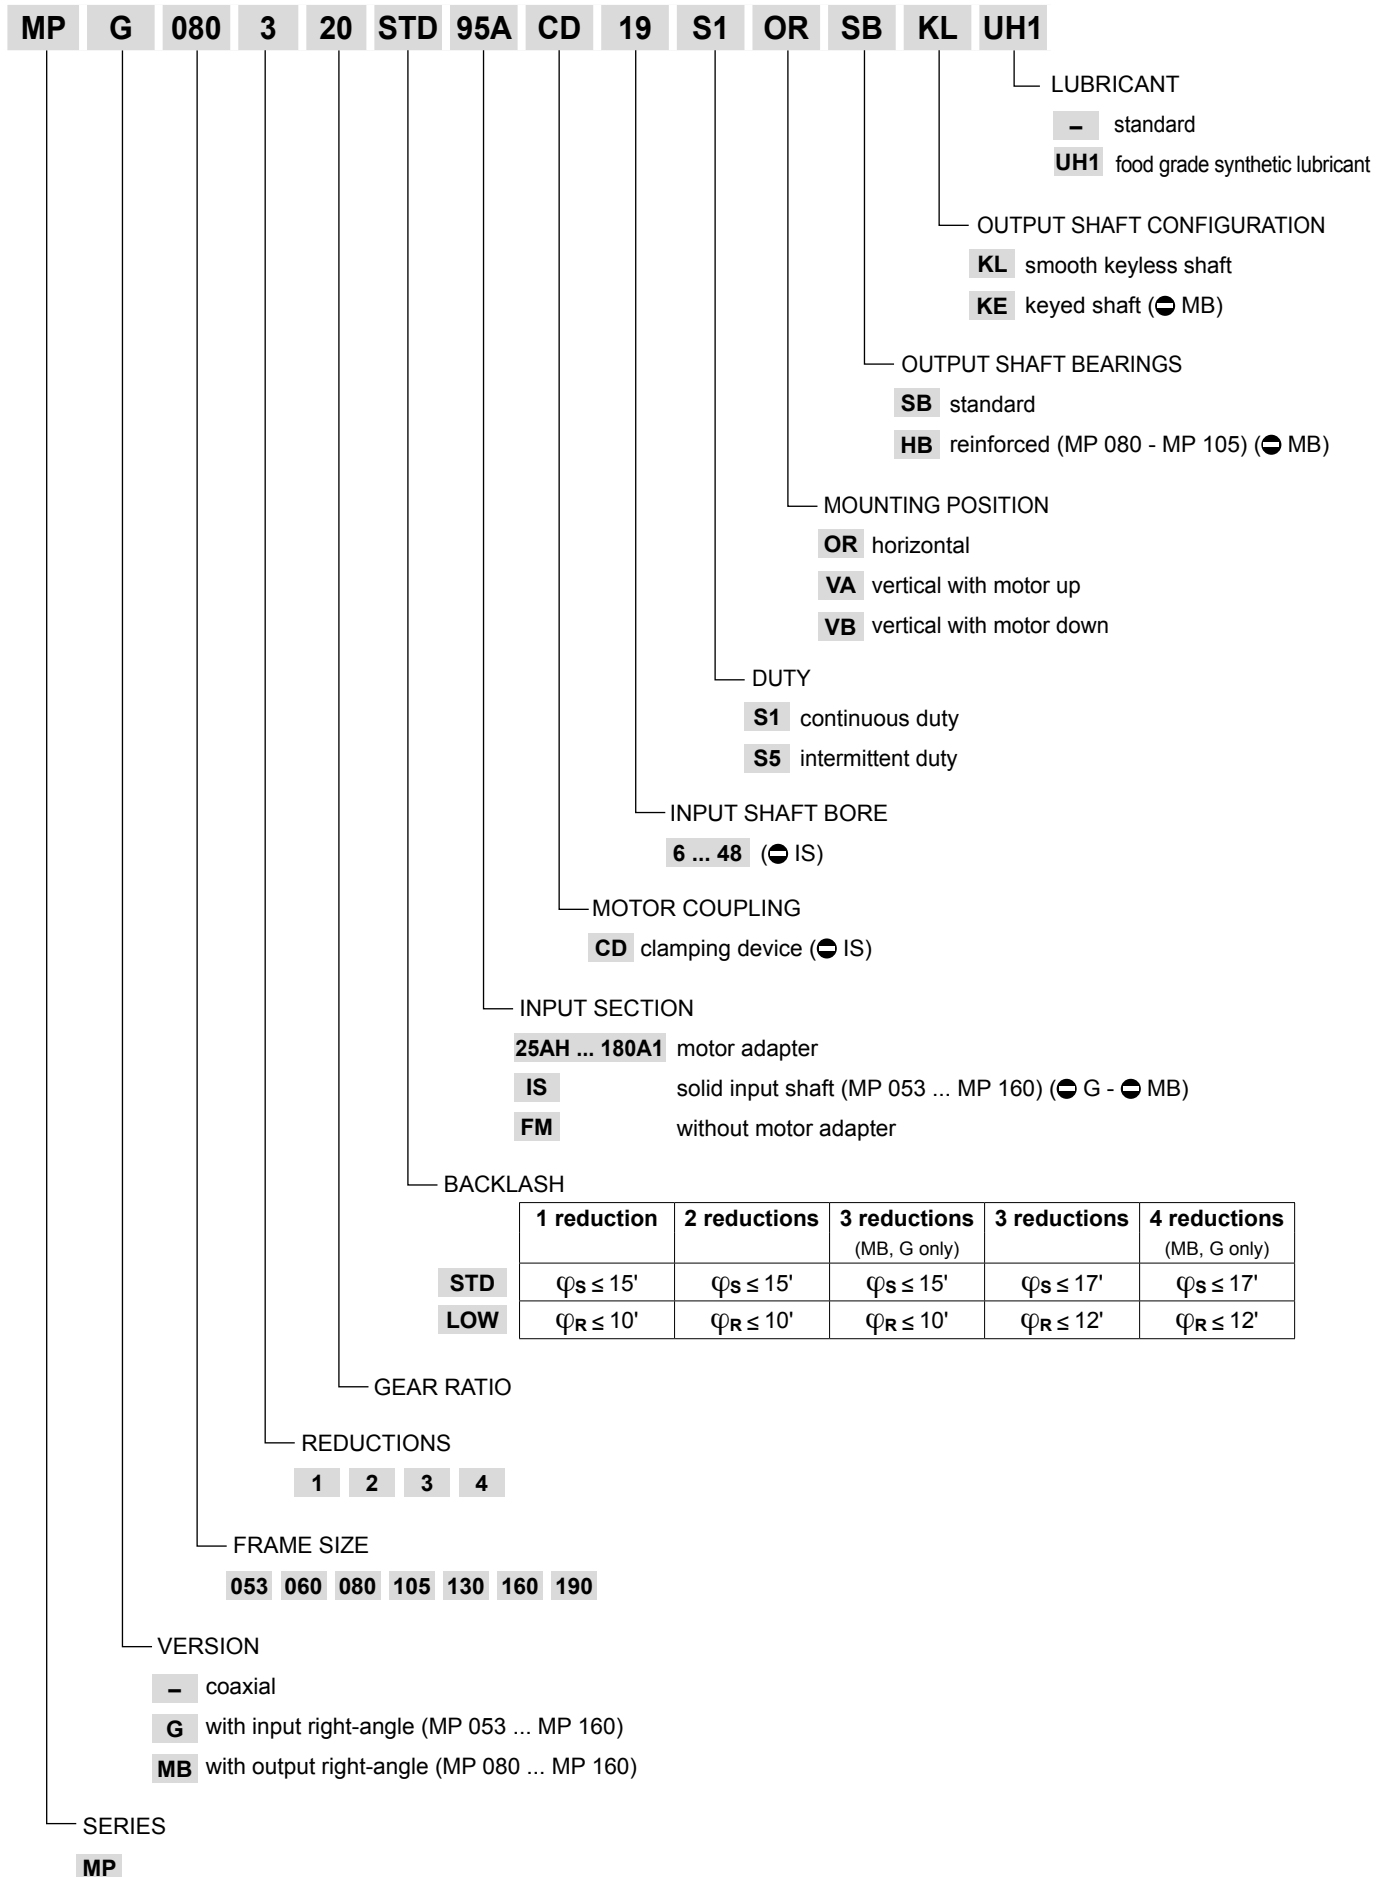 MP G 080 3 20 STD 95A CD 19 S1 OR SB KL UH1
LUBRICANT
– standard
UH1 food grade synthetic lubricant
OUTPUT SHAFT CONFIGURATION
KL smooth keyless shaft
KE keyed shaft (⛔ MB)
OUTPUT SHAFT BEARINGS
SB standard
HB reinforced (MP 080 - MP 105) (⛔ MB)
MOUNTING POSITION
OR horizontal
VA vertical with motor up
VB vertical with motor down
DUTY
S1 continuous duty
S5 intermittent duty
INPUT SHAFT BORE
6 ... 48 (⛔ IS)
MOTOR COUPLING
CD clamping device (⛔ IS)
INPUT SECTION
25AH ... 180A1 motor adapter
IS solid input shaft (MP 053 ... MP 160) (⛔ G - ⛔ MB)
FM without motor adapter
BACKLASH
1 reduction 2 reductions 3 reductions 3 reductions 4 reductions
(MB, G only) (MB, G only)
STD φS ≤ 15' φS ≤ 15' φS ≤ 15' φS ≤ 17' φS ≤ 17'
LOW φR ≤ 10' φR ≤ 10' φR ≤ 10' φR ≤ 12' φR ≤ 12'
GEAR RATIO
REDUCTIONS
1 2 3 4
FRAME SIZE
053 060 080 105 130 160 190
VERSION
– coaxial
G with input right-angle (MP 053 ... MP 160)
MB with output right-angle (MP 080 ... MP 160)
SERIES
MP